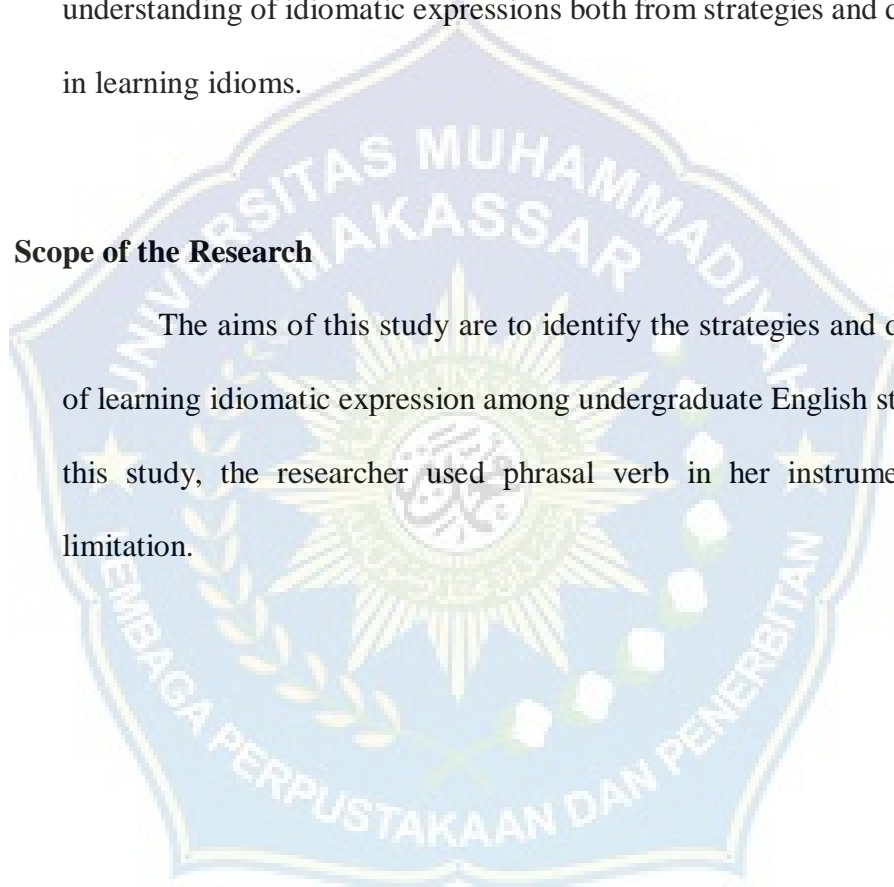 understanding of idiomatic expressions both from strategies and
in learning idioms.
UNIVERSITAS MUHAMMADIYAH
MAKASSAR
Scope of the Research
The aims of this study are to identify the strategies and
of learning idiomatic expression among undergraduate English
this study, the researcher used phrasal verb in her
limitation.
LEMBAGA PERPUSTAKAAN DAN PENERBITAN